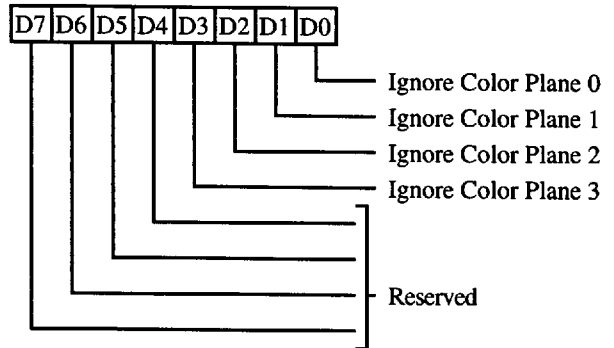 D7 D6 D5 D4 D3 D2 D1 D0
Ignore Color Plane 0
Ignore Color Plane 1
Ignore Color Plane 2
Ignore Color Plane 3
Reserved